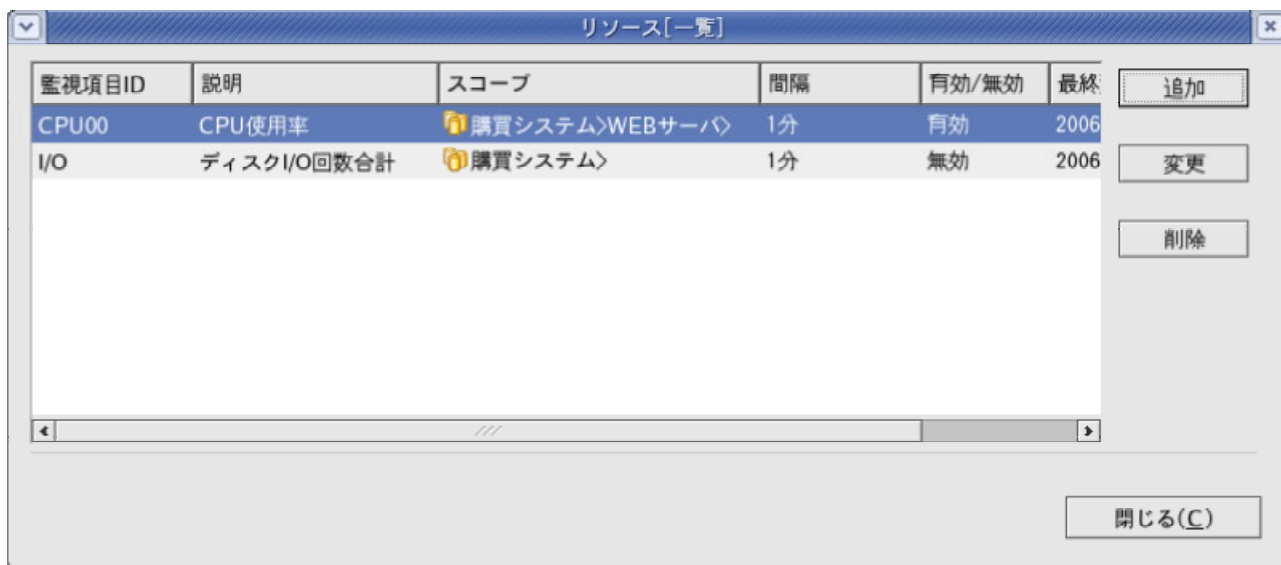 リソース[一覧]
監視項目ID 説明 スコープ 間隔 有効/無効 最終 追加
CPU00 CPU使用率 購買システム>WEBサーバ> 1分 有効 2006
I/O ディスクI/O回数合計 購買システム> 1分 無効 2006 変更
削除
閉じる(C)